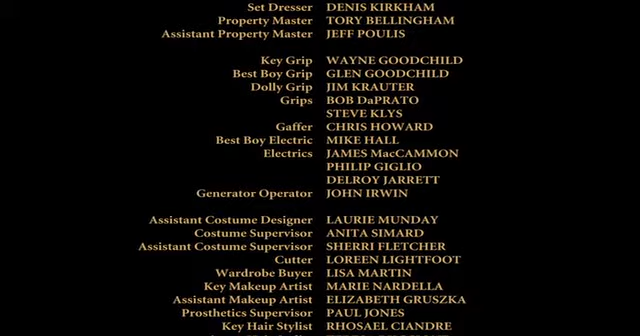 Set Dresser DENIS KIRKHAM
Property Master TORY BELLINGHAM
Assistant Property Master JEFF POULIS
Key Grip WAYNE GOODCHILD
Best Boy Grip GLEN GOODCHILD
Dolly Grip JIM KRAUTER
Grips BOB DaPRATO
STEVE KLYS
Gaffer CHRIS HOWARD
Best Boy Electric MIKE HALL
Electrics JAMES MacCAMMON
PHILIP GIGLIO
DELROY JARRETT
Generator Operator JOHN IRWIN
Assistant Costume Designer LAURIE MUNDAY
Costume Supervisor ANITA SIMARD
Assistant Costume Supervisor SHERRI FLETCHER
Cutter LOREEN LIGHTFOOT
Wardrobe Buyer LISA MARTIN
Key Makeup Artist MARIE NARDELLA
Assistant Makeup Artist ELIZABETH GRUSZKA
Prosthetics Supervisor PAUL JONES
Key Hair Stylist RHOSAEL CIANDRE